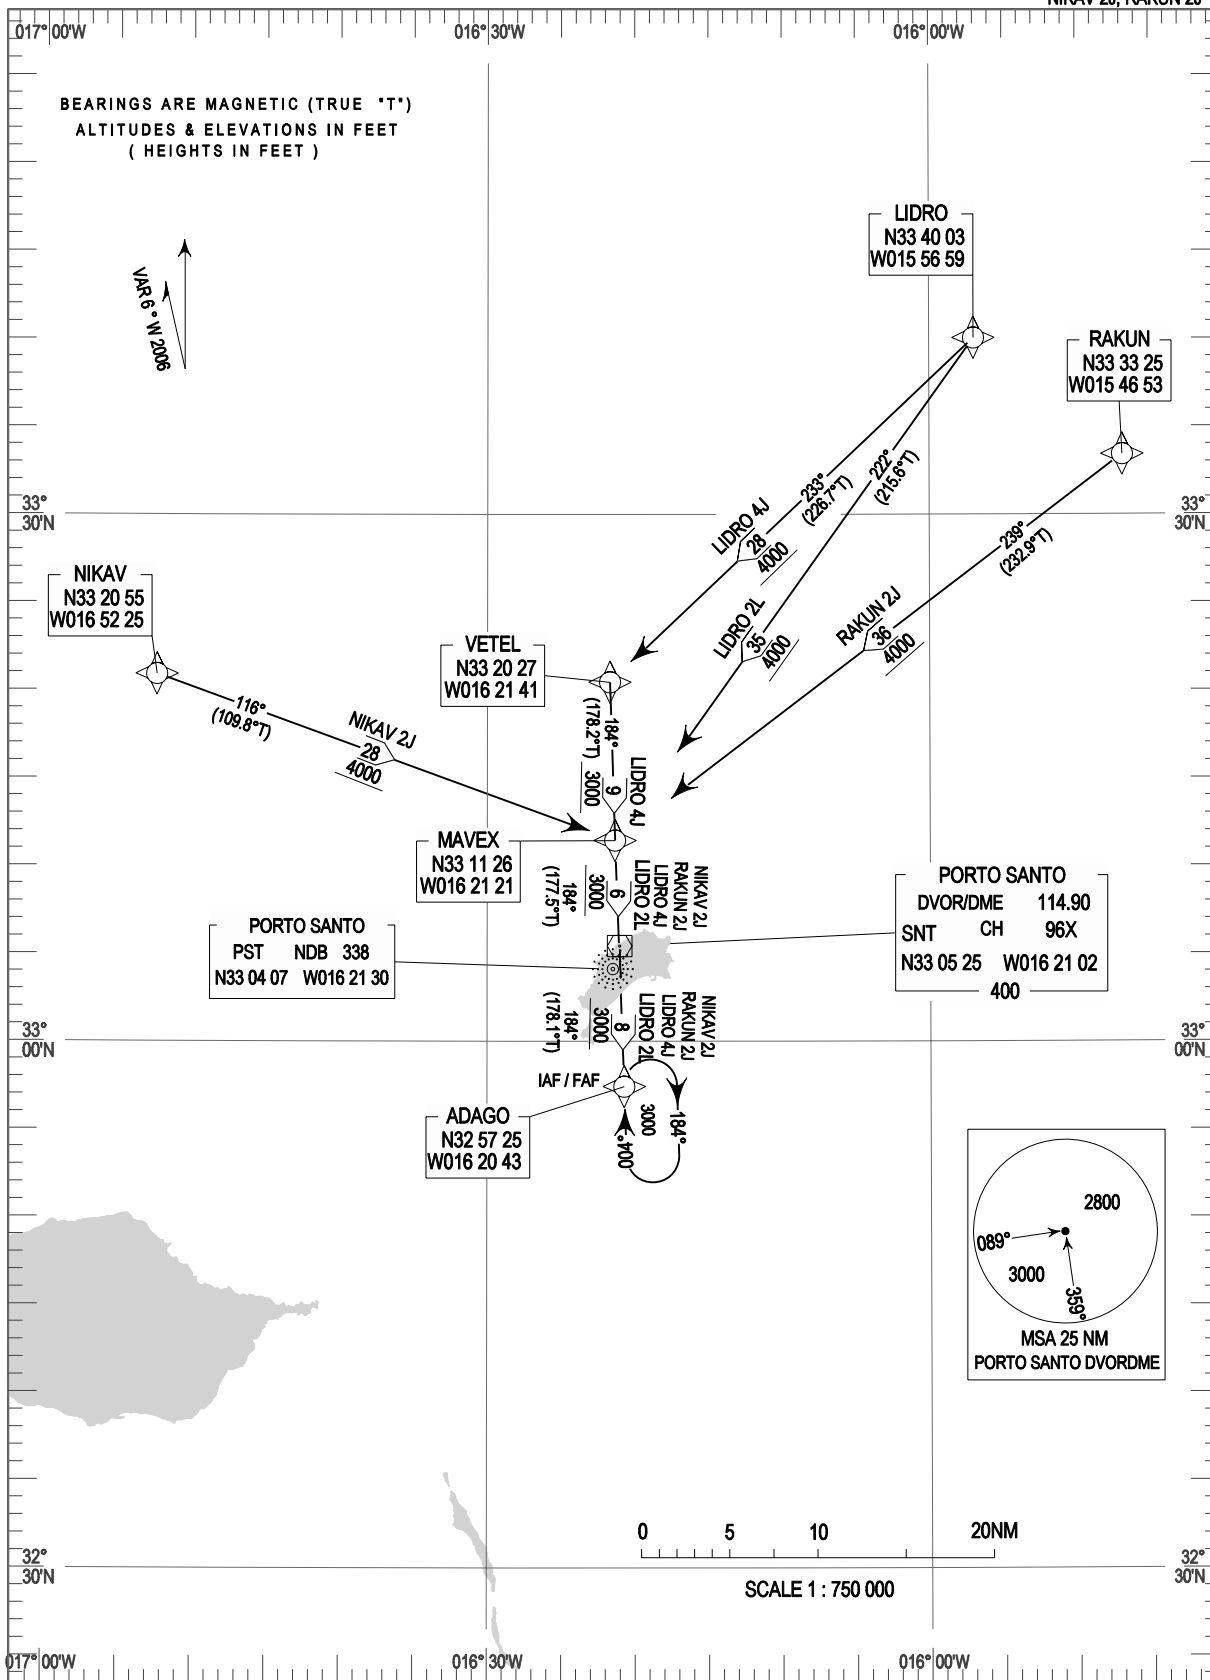 NIKAV 2J, RAKUN 2J
017° 00'W
016° 30'W
016° 00'W
BEARINGS ARE MAGNETIC (TRUE "T")
ALTITUDES & ELEVATIONS IN FEET
( HEIGHTS IN FEET )
VAR 6° W 2006
LIDRO
N33 40 03
W015 56 59
RAKUN
N33 33 25
W015 46 53
33°
30'N
33°
30'N
233°
(226.7°T)
222°
(215.6°T)
239°
(232.9°T)
LIDRO 4J
28
4000
LIDRO 2L
35
4000
RAKUN 2J
36
4000
NIKAV
N33 20 55
W016 52 25
VETEL
N33 20 27
W016 21 41
116°
(109.8°T)
NIKAV 2J
28
4000
184°
(178.2°T)
LIDRO 4J
9
3000
MAVEX
N33 11 26
W016 21 21
NIKAV 2J
RAKUN 2J
LIDRO 4J
LIDRO 2L
6
3000
184°
(177.5°T)
PORTO SANTO
PST NDB 338
N33 04 07 W016 21 30
PORTO SANTO
DVOR/DME 114.90
SNT CH 96X
N33 05 25 W016 21 02
400
NIKAV 2J
RAKUN 2J
LIDRO 4J
LIDRO 2L
8
3000
184°
(178.1°T)
33°
00'N
33°
00'N
IAF / FAF
ADAGO
N32 57 25
W016 20 43
3000
184°
004°
2800
089°
3000
359°
MSA 25 NM
PORTO SANTO DVORDME
0 5 10 20NM
SCALE 1 : 750 000
32°
30'N
32°
30'N
017° 00'W
016° 30'W
016° 00'W